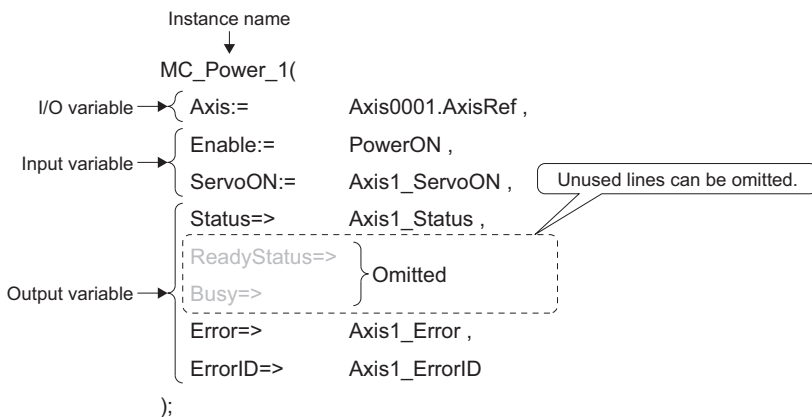 Instance name
MC_Power_1(
I/O variable
Axis:= Axis0001.AxisRef ,
Input variable
Enable:= PowerON ,
ServoON:= Axis1_ServoON ,
Unused lines can be omitted.
Output variable
Status=> Axis1_Status ,
ReadyStatus=>
Busy=>
Omitted
Error=> Axis1_Error ,
ErrorID=> Axis1_ErrorID
);